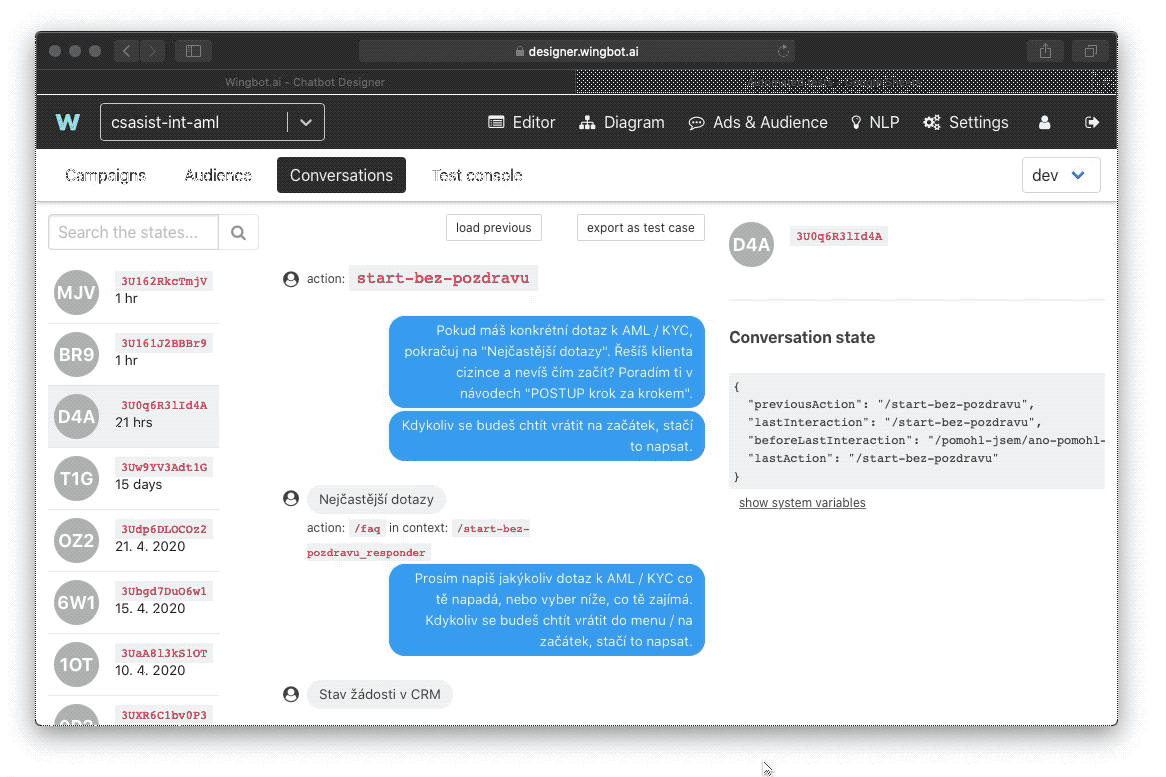 designer.wingbot.ai
Wingbot.ai - Chatbot Designer
W
csasist-int-aml
Editor
Diagram
Ads & Audience
NLP
Settings
Campaigns
Audience
Conversations
Test console
dev
Search the states...
load previous
export as test case
MJV
3U162RkcTmjV
1 hr
BR9
3U161J2BBBr9
1 hr
D4A
3U0q6R3lId4A
21 hrs
T1G
3Uw9YV3Adt1G
15 days
OZ2
3Udp6DLOCOz2
21. 4. 2020
6W1
3Ubgd7DuO6w1
15. 4. 2020
1OT
3UaA8l3kS1OT
10. 4. 2020
3UXR6C1bv0P3
action: start-bez-pozdravu
Pokud máš konkrétní dotaz k AML / KYC,
pokračuj na "Nejčastější dotazy". Řešíš klienta
cizince a nevíš čím začít? Poradím ti v
návodech "POSTUP krok za krokem".
Kdykoliv se budeš chtít vrátit na začátek, stačí
to napsat.
Nejčastější dotazy
action: /faq in context: /start-bez-
pozdravu_responder
Prosím napiš jakýkoliv dotaz k AML / KYC co
tě napadá, nebo vyber níže, co tě zajímá.
Kdykoliv se budeš chtít vrátit do menu / na
začátek, stačí to napsat.
Stav žádosti v CRM
D4A
3U0q6R3lId4A
Conversation state
{
"previousAction": "/start-bez-pozdravu",
"lastInteraction": "/start-bez-pozdravu",
"beforeLastInteraction": "/pomohl-jsem/ano-pomohl-
"lastAction": "/start-bez-pozdravu"
}
show system variables